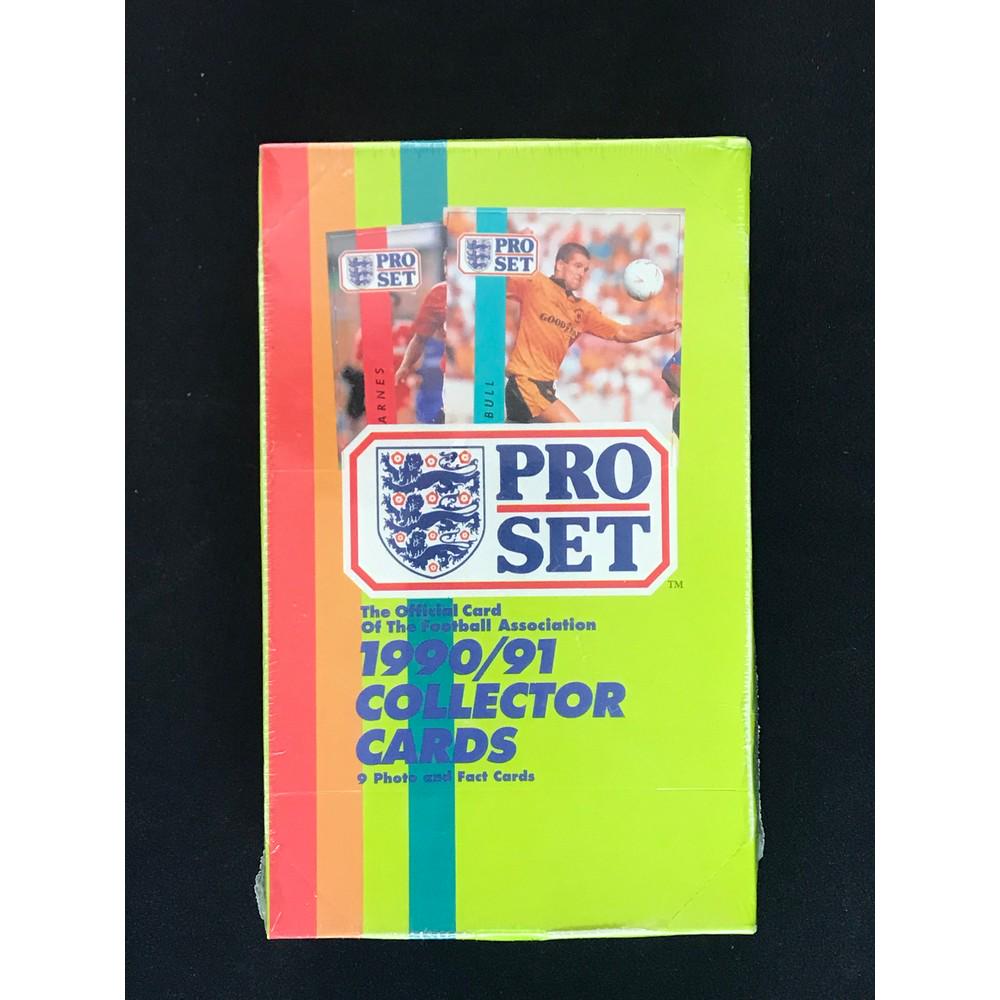 PRO
SET
PRO
SET
ARNES
BULL
GOOD
PRO
SET
TM
The Official Card
Of The Football Association
1990/91
COLLECTOR
CARDS
9 Photo and Fact Cards